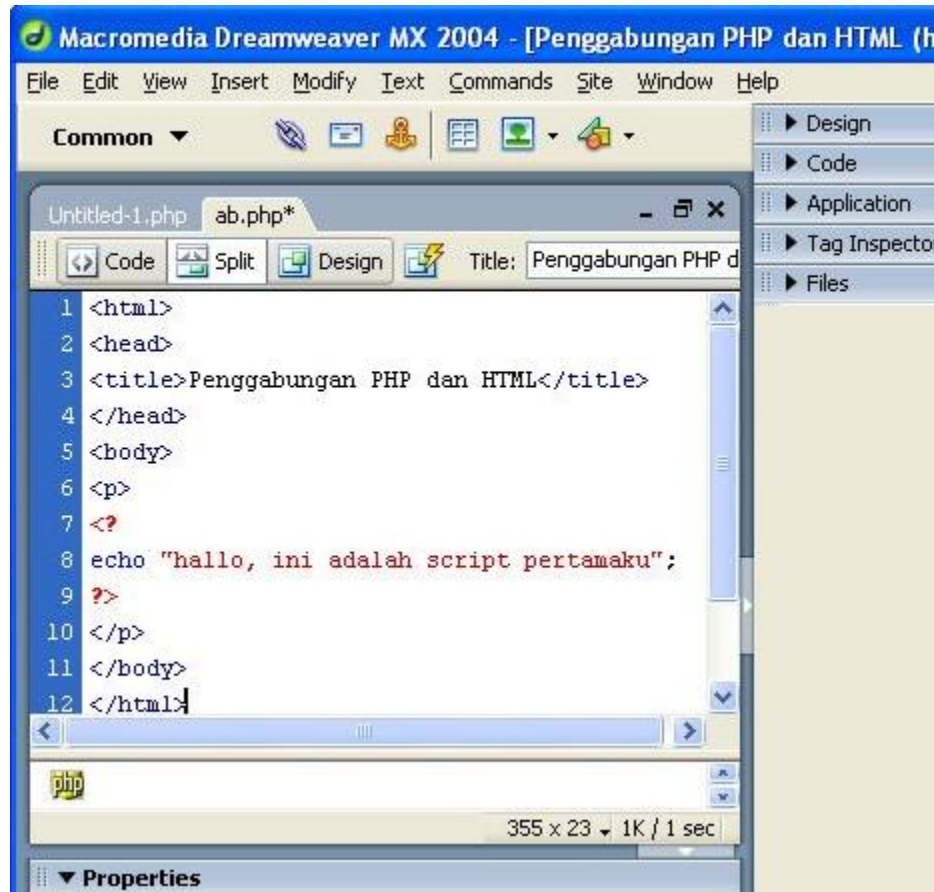 Macromedia Dreamweaver MX 2004 - [Penggabungan PHP dan HTML (h
File Edit View Insert Modify Text Commands Site Window Help
Common
Design
Code
Application
Tag Inspector
Files
Untitled-1.php ab.php*
Code Split Design Title: Penggabungan PHP d
1 <html>
2 <head>
3 <title>Penggabungan PHP dan HTML</title>
4 </head>
5 <body>
6 <p>
7 <?
8 echo "hallo, ini adalah script pertamaku";
9 ?>
10 </p>
11 </body>
12 </html>
php
355 x 23 1K / 1 sec
Properties